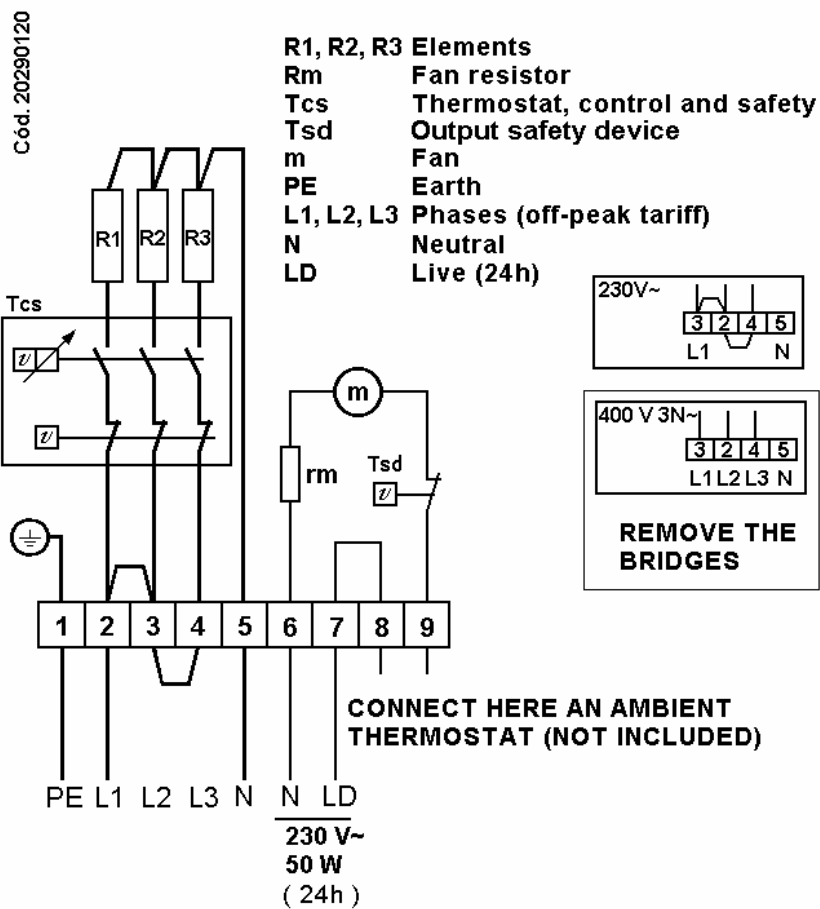 Cód. 20290120
R1, R2, R3 Elements
Rm Fan resistor
Tcs Thermostat, control and safety
Tsd Output safety device
m Fan
PE Earth
L1, L2, L3 Phases (off-peak tariff)
N Neutral
LD Live (24h)
R1 R2 R3
Tcs
υ
υ
m
rm
Tsd
υ
230V~
3 2 4 5
L1 N
400 V 3N~
3 2 4 5
L1 L2 L3 N
REMOVE THE
BRIDGES
1 2 3 4 5 6 7 8 9
CONNECT HERE AN AMBIENT
THERMOSTAT (NOT INCLUDED)
PE L1 L2 L3 N N LD
230 V~
50 W
( 24h )